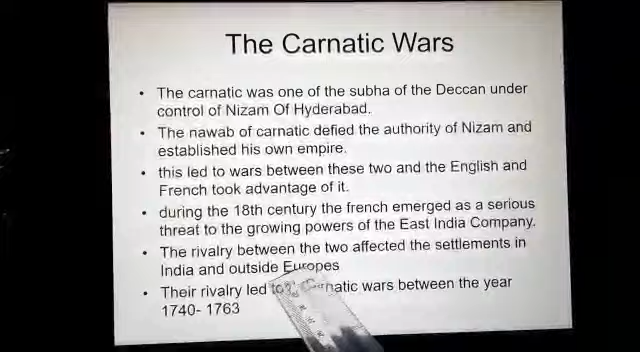 The Carnatic Wars
• The carnatic was one of the subha of the Deccan under
control of Nizam Of Hyderabad.
• The nawab of carnatic defied the authority of Nizam and
established his own empire.
• this led to wars between these two and the English and
French took advantage of it.
• during the 18th century the french emerged as a serious
threat to the growing powers of the East India Company.
• The rivalry between the two affected the settlements in
India and outside Europes
• Their rivalry led wars between the year
1740- 1763